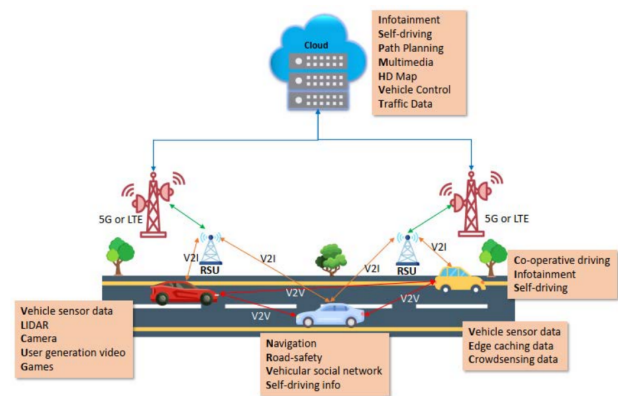 Cloud
Infotainment
Self-driving
Path Planning
Multimedia
HD Map
Vehicle Control
Traffic Data
5G or LTE
5G or LTE
RSU
RSU
V2I
V2I
V2I
V2I
V2V
V2V
V2V
Co-operative driving
Infotainment
Self-driving
Vehicle sensor data
LIDAR
Camera
User generation video
Games
Navigation
Road-safety
Vehicular social network
Self-driving info
Vehicle sensor data
Edge caching data
Crowdsensing data